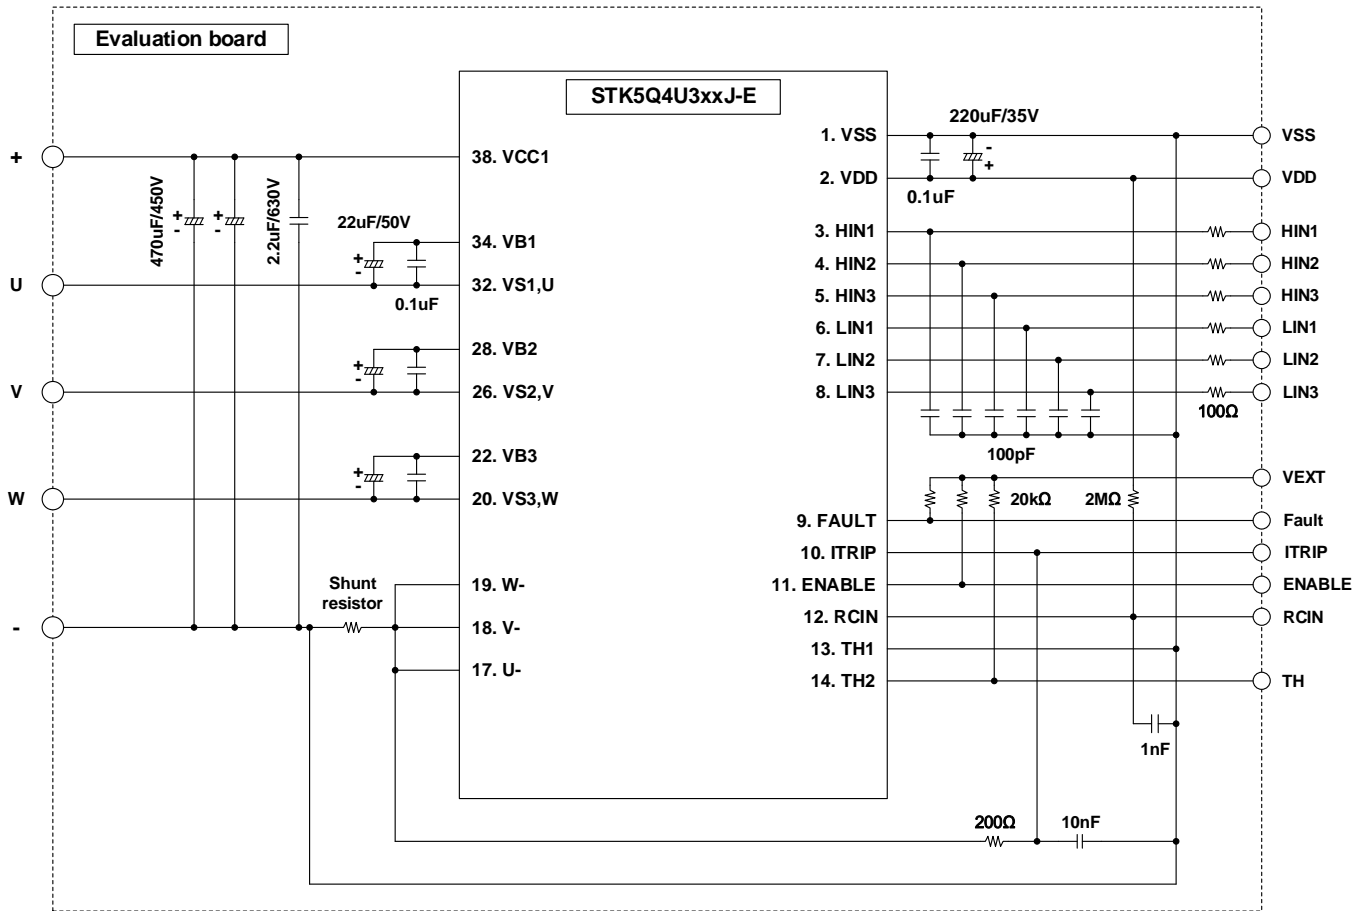 Evaluation board
STK5Q4U3xxJ-E
220uF/35V
1. VSS
VSS
-
+
+
38. VCC1
2. VDD
0.1uF
VDD
470uF/450V
+
-
+
-
2.2uF/630V
22uF/50V
3. HIN1
HIN1
34. VB1
4. HIN2
HIN2
+
-
U
32. VS1,U
0.1uF
5. HIN3
HIN3
6. LIN1
LIN1
28. VB2
7. LIN2
LIN2
+
-
V
26. VS2,V
8. LIN3
LIN3
100Ω
22. VB3
100pF
+
-
VEXT
W
20. VS3,W
20kΩ
2MΩ
9. FAULT
Fault
10. ITRIP
ITRIP
19. W-
Shunt
resistor
11. ENABLE
ENABLE
-
18. V-
12. RCIN
RCIN
13. TH1
17. U-
14. TH2
TH
1nF
200Ω
10nF